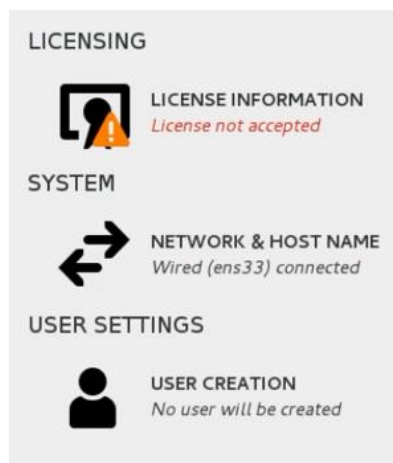 LICENSING
LICENSE INFORMATION
License not accepted
SYSTEM
NETWORK & HOST NAME
Wired (ens33) connected
USER SETTINGS
USER CREATION
No user will be created